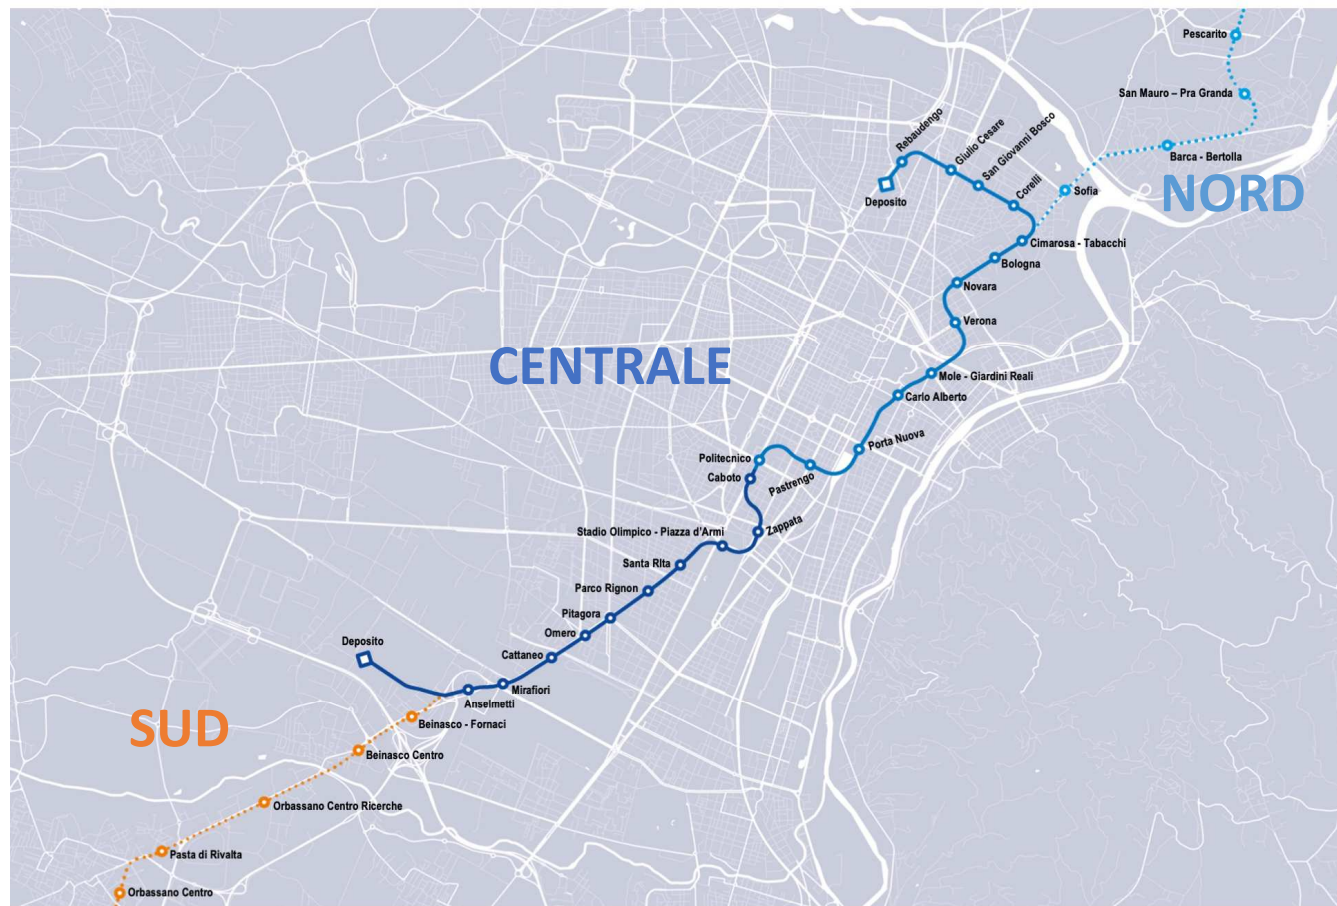 Pescarito
San Mauro – Pra Granda
Barca - Bertolla
NORD
Sofia
Rebaudengo
Giulio Cesare
San Giovanni Bosco
Corelli
Deposito
Cimarosa - Tabacchi
Bologna
Novara
Verona
CENTRALE
Mole - Giardini Reali
Carlo Alberto
Porta Nuova
Politecnico
Pastrengo
Caboto
Zappata
Stadio Olimpico - Piazza d'Armi
Santa RIta
Parco Rignon
Pitagora
Omero
Cattaneo
Deposito
Mirafiori
Anselmetti
SUD
Beinasco - Fornaci
Beinasco Centro
Orbassano Centro Ricerche
Pasta di Rivalta
Orbassano Centro